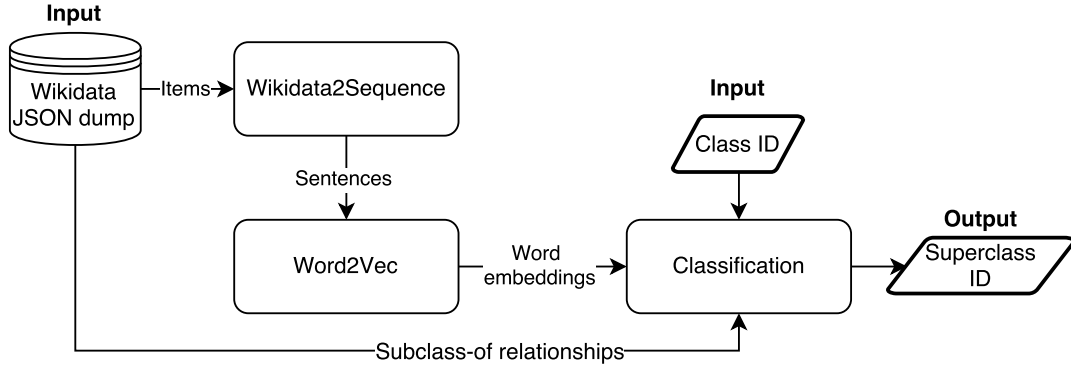 Input
Wikidata
JSON dump
Items
Wikidata2Sequence
Sentences
Word2Vec
Word
embeddings
Input
Class ID
Classification
Output
Superclass
ID
Subclass-of relationships